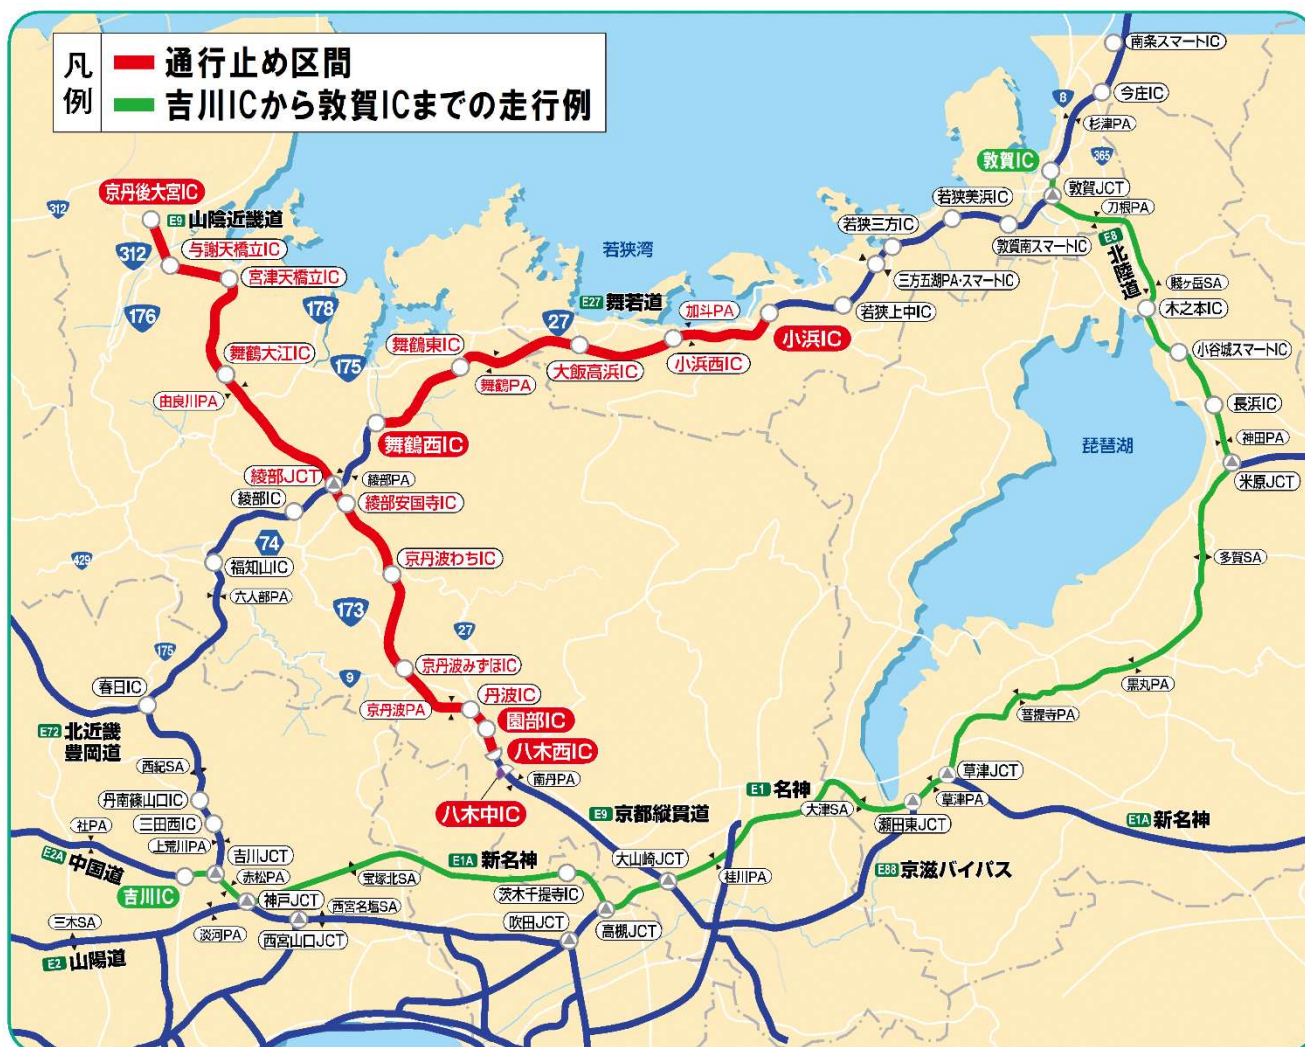 凡例
通行止め区間
吉川ICから敦賀ICまでの走行例
南条スマートIC
今庄IC
8
杉津PA
365
敦賀IC
敦賀JCT
刀根PA
若狭美浜IC
若狭三方IC
敦賀南スマートIC
E8 北陸道
三方五湖PA・スマートIC
賤ヶ岳SA
木之本IC
若狭上中IC
小谷城スマートIC
長浜IC
神田PA
米原JCT
琵琶湖
多賀SA
黒丸PA
菩提寺PA
京丹後大宮IC
312
E9 山陰近畿道
312
与謝天橋立IC
宮津天橋立IC
176
178
若狭湾
E27 舞若道
27
加斗PA
小浜IC
小浜西IC
大飯高浜IC
舞鶴東IC
舞鶴PA
175
舞鶴大江IC
由良川PA
舞鶴西IC
綾部JCT
綾部PA
綾部IC
綾部安国寺IC
74
429
福知山IC
六人部PA
京丹波わちIC
173
27
9
175
京丹波みずほIC
春日IC
京丹波PA
丹波IC
園部IC
八木西IC
八木中IC
南丹PA
E72 北近畿
豊岡道
西紀SA
丹南篠山口IC
三田西IC
社PA
上荒川PA
吉川JCT
E2A 中国道
赤松PA
吉川IC
神戸JCT
三木SA
淡河PA
E2 山陽道
西宮山口JCT
西宮名塩SA
宝塚北SA
E1A 新名神
茨木千提寺IC
吹田JCT
高槻JCT
大山崎JCT
E9 京都縦貫道
桂川PA
E1 名神
大津SA
瀬田東JCT
草津JCT
草津PA
E1A 新名神
E88 京滋バイパス